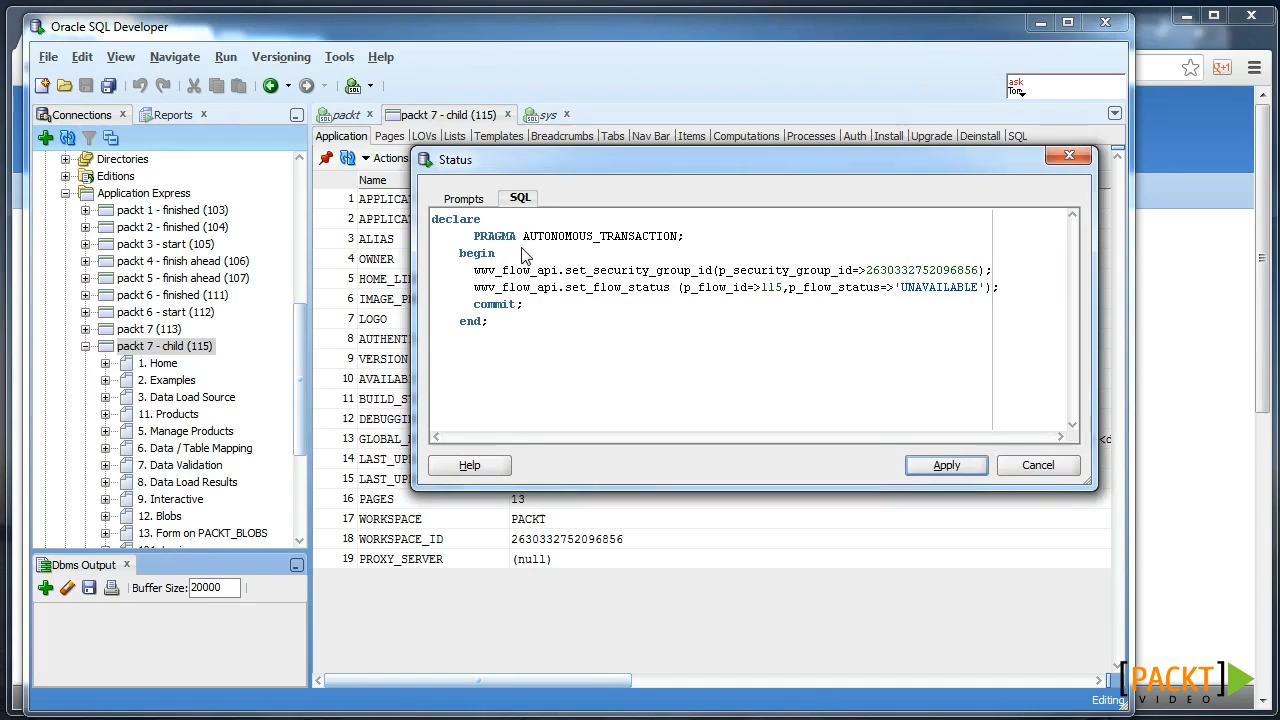 Oracle SQL Developer
File Edit View Navigate Run Versioning Tools Help
ask
Tom
Connections
Reports
packt
packt 7 - child (115)
sys
Application Pages LOVs Lists Templates Breadcrumbs Tabs Nav Bar Items Computations Processes Auth Install Upgrade Deinstall SQL
Actions
Directories
Editions
Application Express
packt 1 - finished (103)
packt 2 - finished (104)
packt 3 - start (105)
packt 4 - finish ahead (106)
packt 5 - finish ahead (107)
packt 6 - finished (111)
packt 6 - start (112)
packt 7 (113)
packt 7 - child (115)
1. Home
2. Examples
3. Data Load Source
11. Products
5. Manage Products
6. Data / Table Mapping
7. Data Validation
8. Data Load Results
9. Interactive
12. Blobs
13. Form on PACKT_BLOBS
Dbms Output
Buffer Size: 20000
Name
1 APPLICAT
2 APPLICAT
3 ALIAS
4 OWNER
5 HOME_LI
6 IMAGE_P
7 LOGO
8 AUTHENT
9 VERSION
10 AVAILAB
11 BUILD_S
12 DEBUGGI
13 GLOBAL_
14 LAST_UP
15 LAST_UP
16 PAGES 13
17 WORKSPACE PACKT
18 WORKSPACE_ID 2630332752096856
19 PROXY_SERVER (null)
Status
Prompts SQL
declare
PRAGMA AUTONOMOUS_TRANSACTION;
begin
wwv_flow_api.set_security_group_id(p_security_group_id=>2630332752096856);
wwv_flow_api.set_flow_status (p_flow_id=>115,p_flow_status=>'UNAVAILABLE');
commit;
end;
Help Apply Cancel
Editing
[PACKT]
VIDEO